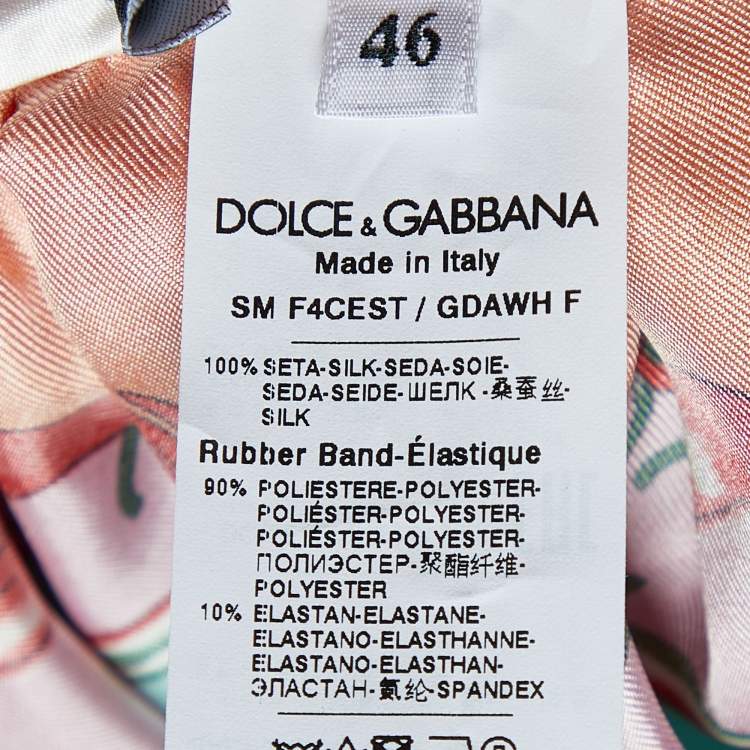 46
DOLCE & GABBANA
Made in Italy
SM F4CEST / GDAWH F
100% SETA-SILK-SEDA-SOIE-
SEDA-SEIDE-ШЕЛК -桑蚕丝-
SILK
Rubber Band-Élastique
90% POLIESTERE-POLYESTER-
POLIÉSTER-POLYESTER-
POLIÉSTER-POLYESTER-
ПОЛИЭСТЕР-聚酯纤维-
POLYESTER
10% ELASTAN-ELASTANE-
ELASTANO-ELASTHANNE-
ELASTANO-ELASTHAN-
ЭЛАСТАН-氨纶-SPANDEX